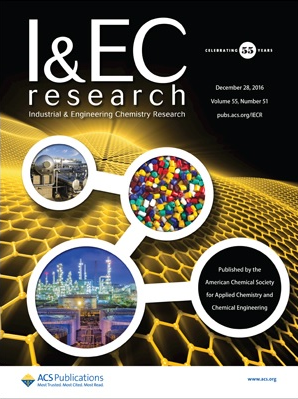 I&EC
research
Industrial & Engineering Chemistry Research
CELEBRATING 55 YEARS
December 28, 2016
Volume 55, Number 51
pubs.acs.org/IECR
Published by the
American Chemical Society
for Applied Chemistry and
Chemical Engineering
ACS Publications
Most Trusted. Most Cited. Most Read.
www.acs.org